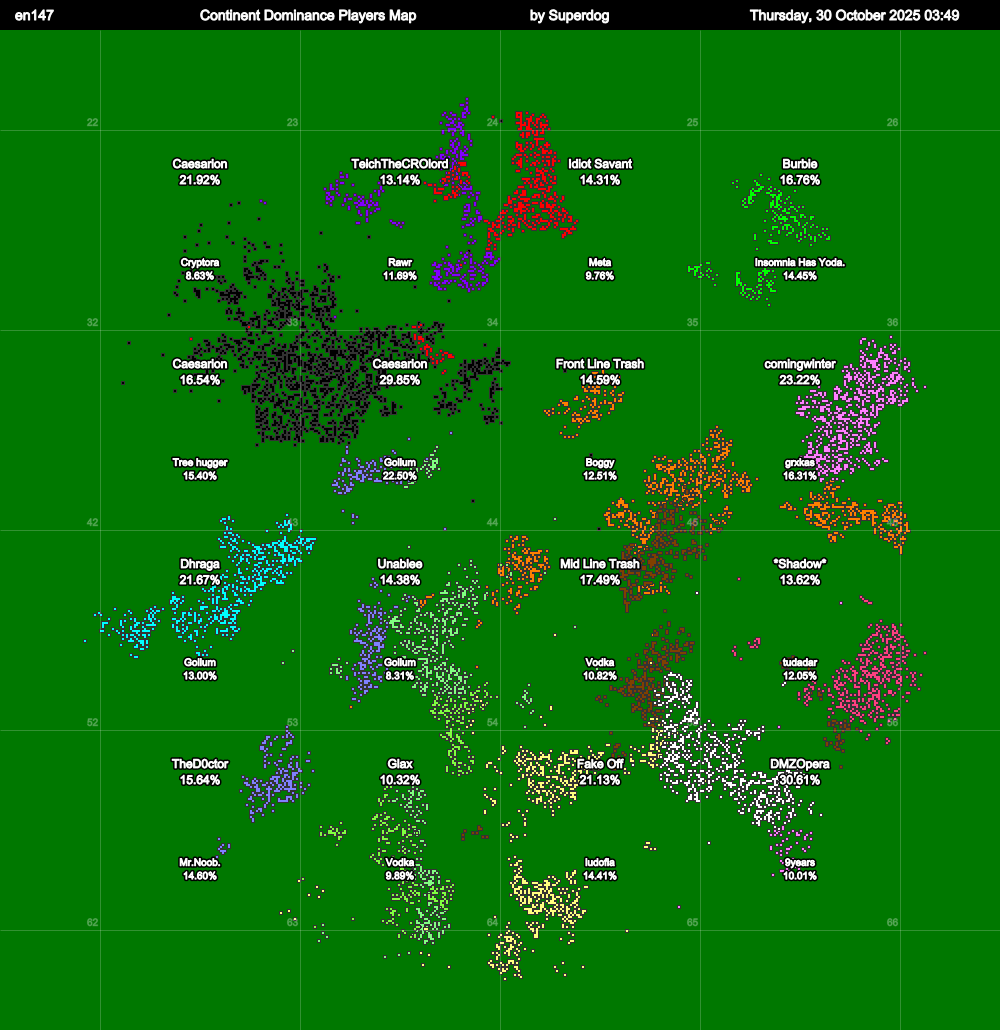 en147 Continent Dominance Players Map by Superdog Thursday, 30 October 2025 03:49
22 23 24 25 26
Caesarion TeichTheCROlord Idiot Savant Burbie
21.92% 13.14% 14.31% 16.76%
Cryptora Rawr Meta Insomnia Has Yoda.
8.63% 11.69% 9.76% 14.45%
32 33 34 35 36
Caesarion Caesarion Front Line Trash comingwinter
16.54% 29.85% 14.59% 23.22%
Tree hugger Gollum Boggy grxkas
15.40% 22.50% 12.51% 16.31%
42 43 44 45 46
Dhraga Unablee Mid Line Trash "Shadow"
21.67% 14.38% 17.49% 13.62%
Gollum Gollum Vodka tudadar
13.00% 8.31% 10.82% 12.05%
52 53 54 56
TheD0ctor Glax Fake Off DMZOpera
15.64% 10.32% 21.13% 30.61%
Mr.Noob. Vodka ludofia 9years
14.60% 9.89% 14.41% 10.01%
62 63 64 65 66